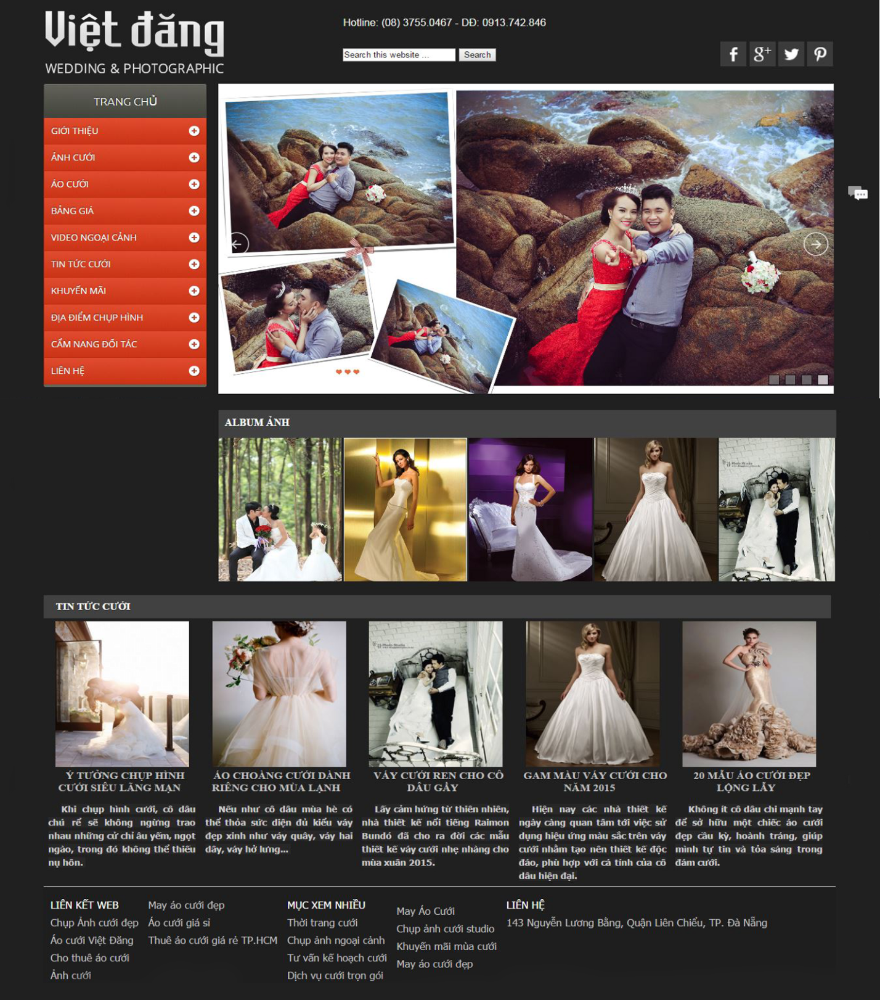 Việt đăng
WEDDING & PHOTOGRAPHIC
Hotline: (08) 3755.0467 - DĐ: 0913.742.846
Search this website ...
Search
TRANG CHỦ
GIỚI THIỆU
ẢNH CƯỚI
ÁO CƯỚI
BẢNG GIÁ
VIDEO NGOẠI CẢNH
TIN TỨC CƯỚI
KHUYẾN MÃI
ĐỊA ĐIỂM CHỤP HÌNH
CẨM NANG ĐỐI TÁC
LIÊN HỆ
ALBUM ẢNH
TIN TỨC CƯỚI
Ý TƯỞNG CHỤP HÌNH
CƯỚI SIÊU LÃNG MẠN
Khi chụp hình cưới, cô dâu
chú rể sẽ không ngừng trao
nhau những cử chỉ âu yếm, ngọt
ngào, trong đó không thể thiếu
nụ hôn.
ÁO CHOÀNG CƯỚI DÀNH
RIÊNG CHO MÙA LẠNH
Nếu như cô dâu mùa hè có
thể thỏa sức diện đủ kiểu váy
đẹp xinh như váy quây, váy hai
dây, váy hở lưng...
VÁY CƯỚI REN CHO CÔ
DÂU GẦY
Lấy cảm hứng từ thiên nhiên,
nhà thiết kế nổi tiếng Raimon
Bundó đã cho ra đời các mẫu
thiết kế váy cưới nhẹ nhàng cho
mùa xuân 2015.
GAM MÀU VÁY CƯỚI CHO
NĂM 2015
Hiện nay các nhà thiết kế
ngày càng quan tâm tới việc sử
dụng hiệu ứng màu sắc trên váy
cưới nhằm tạo nên thiết kế độc
đáo, phù hợp với cá tính của cô
dâu hiện đại.
20 MẪU ÁO CƯỚI ĐẸP
LỘNG LẪY
Không ít cô dâu chi mạnh tay
để sở hữu một chiếc áo cưới
đẹp cầu kỳ, hoành tráng, giúp
mình tự tin và tỏa sáng trong
đám cưới.
LIÊN KẾT WEB
Chụp Ảnh cưới đẹp
Áo cưới Việt Đăng
Cho thuê áo cưới
Ảnh cưới
May áo cưới đẹp
Áo cưới giá sỉ
Thuê áo cưới giá rẻ TP.HCM
MỤC XEM NHIỀU
Thời trang cưới
Chụp ảnh ngoại cảnh
Tư vấn kế hoạch cưới
Dịch vụ cưới trọn gói
May Áo Cưới
Chụp ảnh cưới studio
Khuyến mãi mùa cưới
May áo cưới đẹp
LIÊN HỆ
143 Nguyễn Lương Bằng, Quận Liên Chiểu, TP. Đà Nẵng